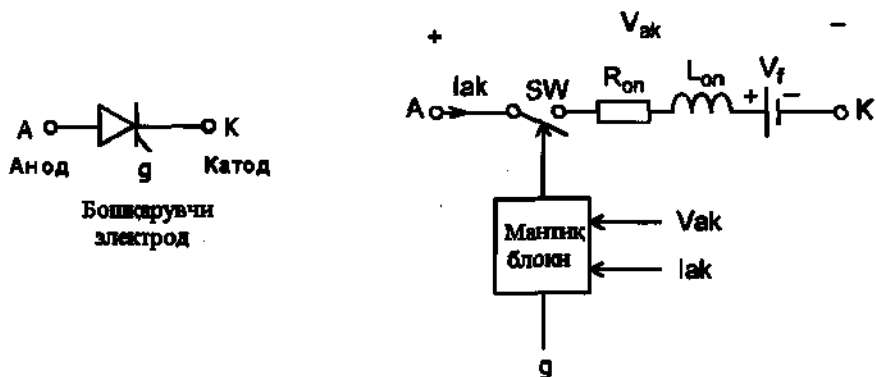 A
K
Анод
g
Катод
Бошқарувчи
электрод
+
Vak
−
Iak
SW
Ron
Lon
Vf
A
+
−
K
Мантиқ
блоки
Vak
Iak
g